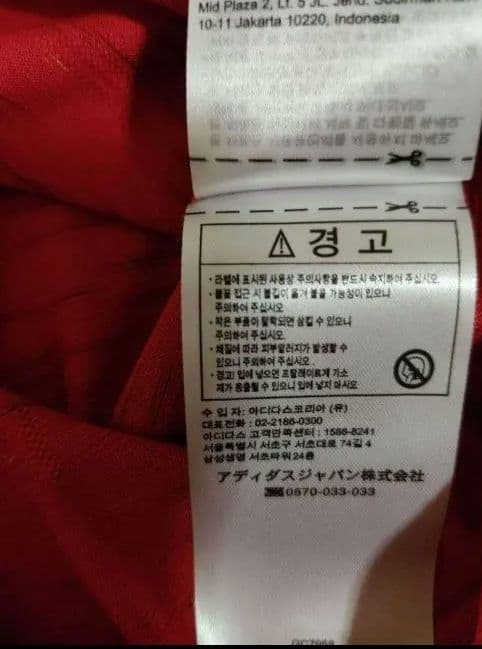 Mid Plaza 2, Lt. 5 JL. Jend. Sudirman
10-11 Jakarta 10220, Indonesia
⚠ 경 고
• 라벨에 표시된 사용상 주의사항을 반드시 숙지하여 주십시오.
• 불꽃 접근 시 불길이 옮겨 붙을 가능성이 있으니
주의하여 주십시오
• 작은 부품이 탈락되면 삼킬 수 있으니
주의하여 주십시오.
• 체질에 따라 피부알러지가 발생할 수
있으니 주의하여 주십시오
• 경고! 입에 넣으면 프탈레이트계 가소
제가 용출될 수 있으니 입에 넣지 마시오
수 입 자: 아디다스코리아 (유)
대표전화 : 02-2186-0300
아디다스 고객만족센터 : 1588-8241
서울특별시 서초구 서초대로 74길 4
삼성생명 서초타워 24층
アディダスジャパン株式会社
0570-033-033